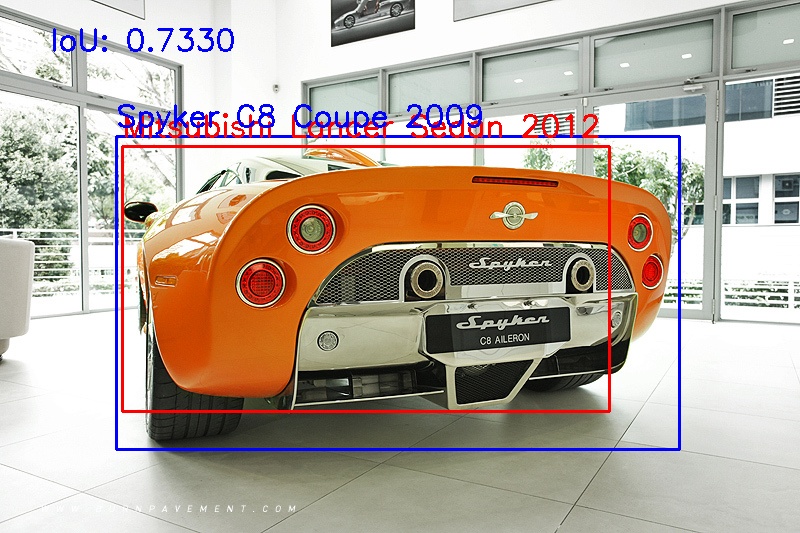 IoU: 0.7330
Spyker C8 Coupe 2009
Mitsubishi Lancer Sedan 2012
Spyker
Spyker
C8 AILERON